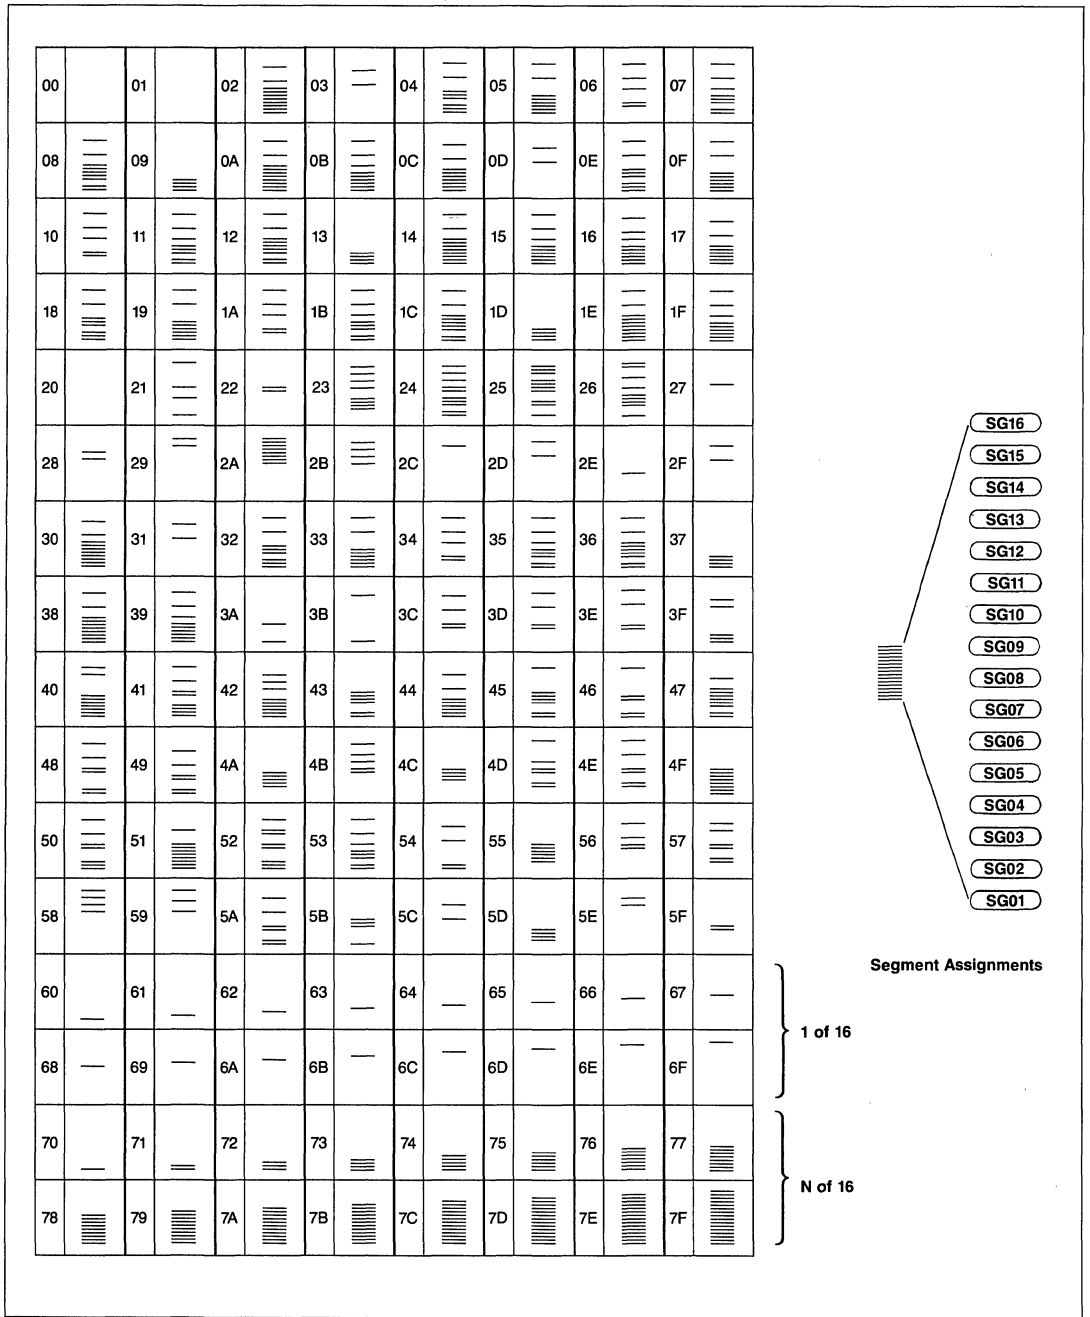 00 01 02 03 04 05 06 07
08 09 0A 0B 0C 0D 0E 0F
10 11 12 13 14 15 16 17
18 19 1A 1B 1C 1D 1E 1F
20 21 22 23 24 25 26 27
28 29 2A 2B 2C 2D 2E 2F
30 31 32 33 34 35 36 37
38 39 3A 3B 3C 3D 3E 3F
40 41 42 43 44 45 46 47
48 49 4A 4B 4C 4D 4E 4F
50 51 52 53 54 55 56 57
58 59 5A 5B 5C 5D 5E 5F
60 61 62 63 64 65 66 67
68 69 6A 6B 6C 6D 6E 6F
70 71 72 73 74 75 76 77
78 79 7A 7B 7C 7D 7E 7F
1 of 16
N of 16
SG16
SG15
SG14
SG13
SG12
SG11
SG10
SG09
SG08
SG07
SG06
SG05
SG04
SG03
SG02
SG01
Segment Assignments